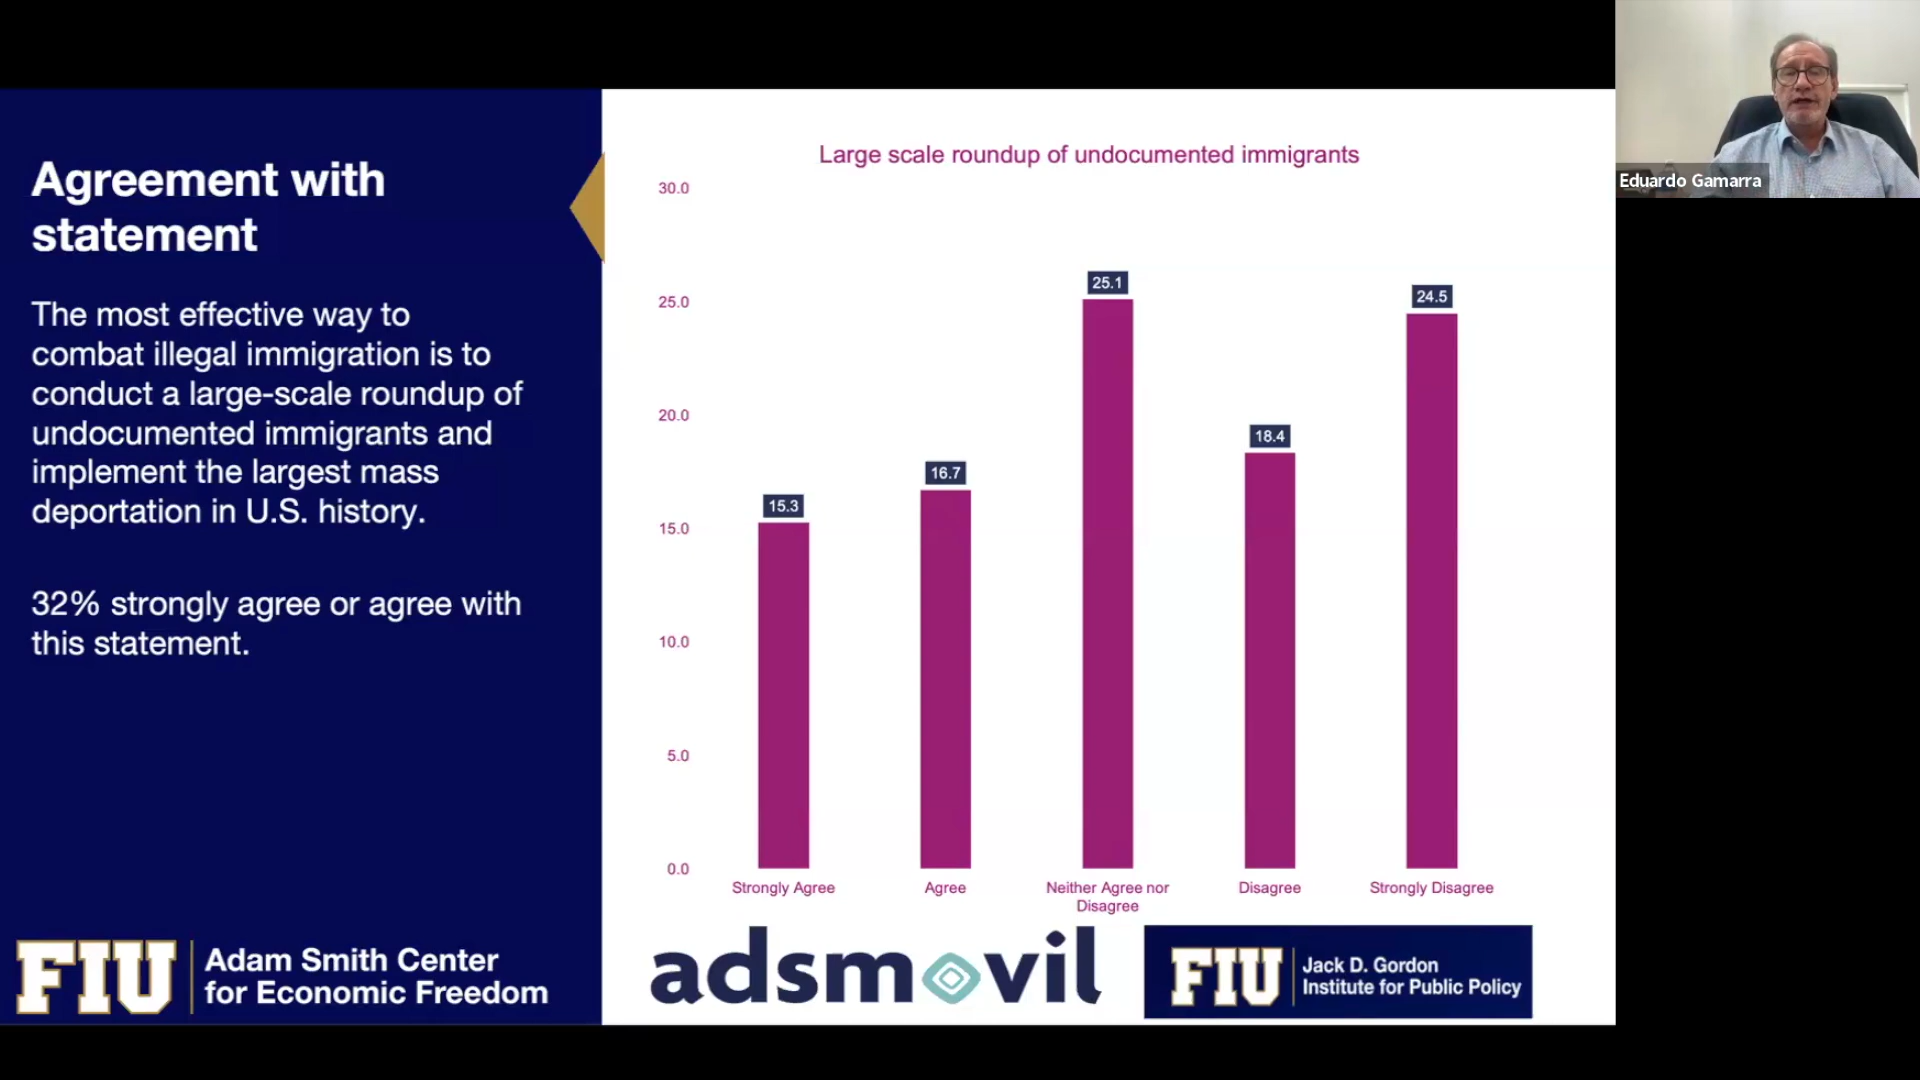 Agreement with
statement
The most effective way to
combat illegal immigration is to
conduct a large-scale roundup of
undocumented immigrants and
implement the largest mass
deportation in U.S. history.
32% strongly agree or agree with
this statement.
FIU
Adam Smith Center
for Economic Freedom
Large scale roundup of undocumented immigrants
30.0
25.0
20.0
15.0
10.0
5.0
0.0
15.3
16.7
25.1
18.4
24.5
Strongly Agree
Agree
Neither Agree nor
Disagree
Disagree
Strongly Disagree
adsmovil
FIU
Jack D. Gordon
Institute for Public Policy
Eduardo Gamarra